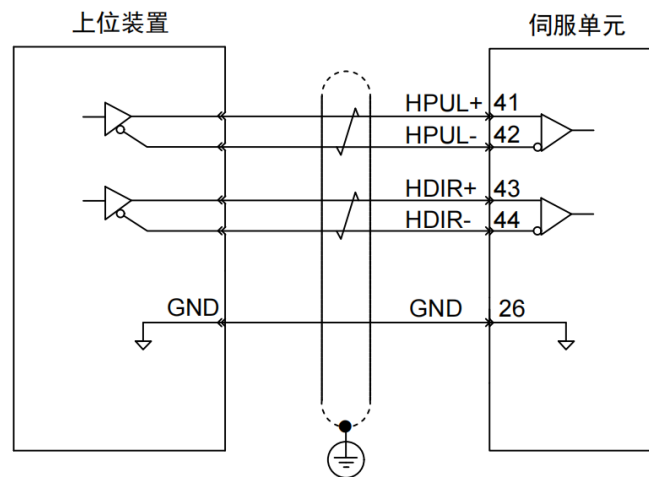 上位装置 伺服单元
HPUL+ 41
HPUL- 42
HDIR+ 43
HDIR- 44
GND GND 26